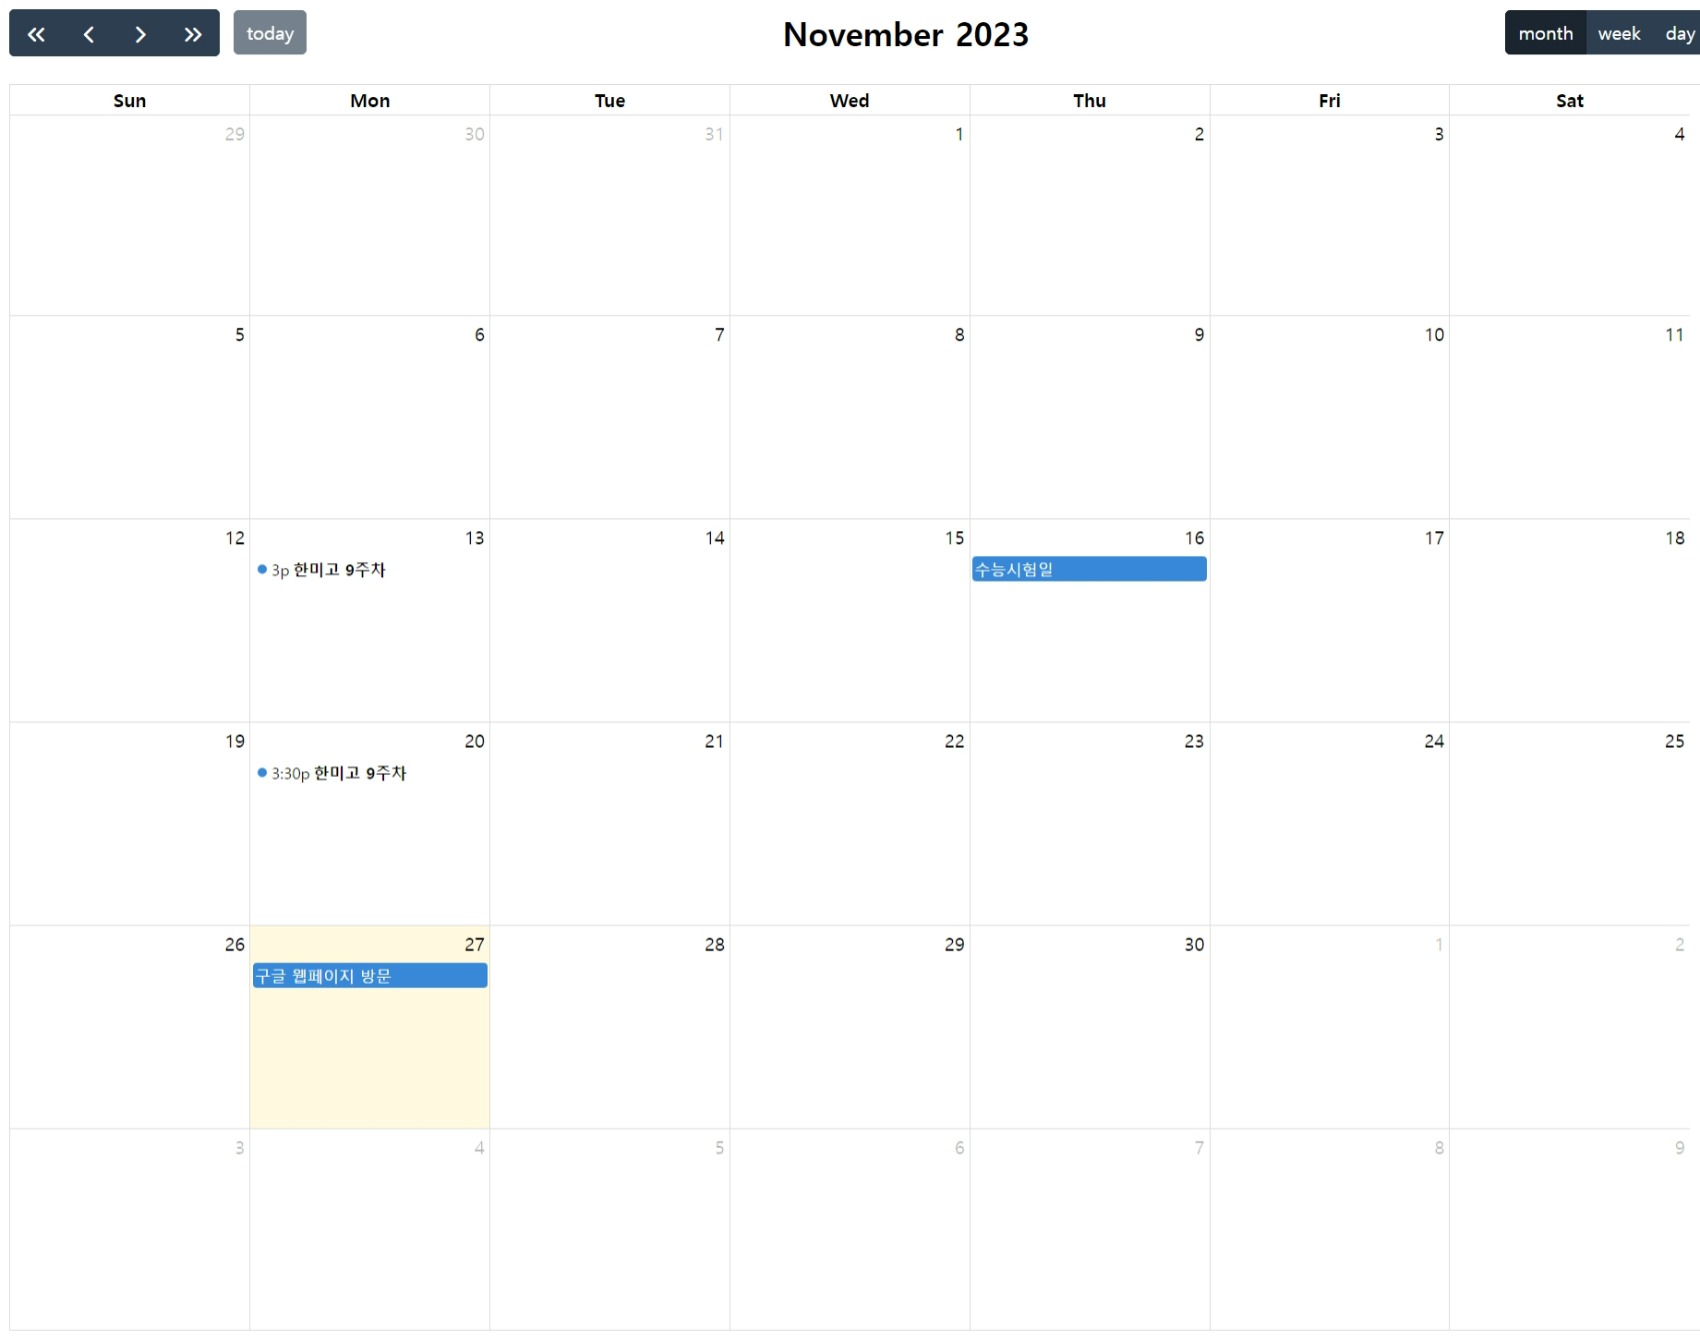 today November 2023 month week day
Sun Mon Tue Wed Thu Fri Sat
29 30 31 1 2 3 4
5 6 7 8 9 10 11
12 13 14 15 16 17 18
3p 한미고 9주차 수능시험일
19 20 21 22 23 24 25
3:30p 한미고 9주차
26 27 28 29 30 1 2
구글 웹페이지 방문
3 4 5 6 7 8 9